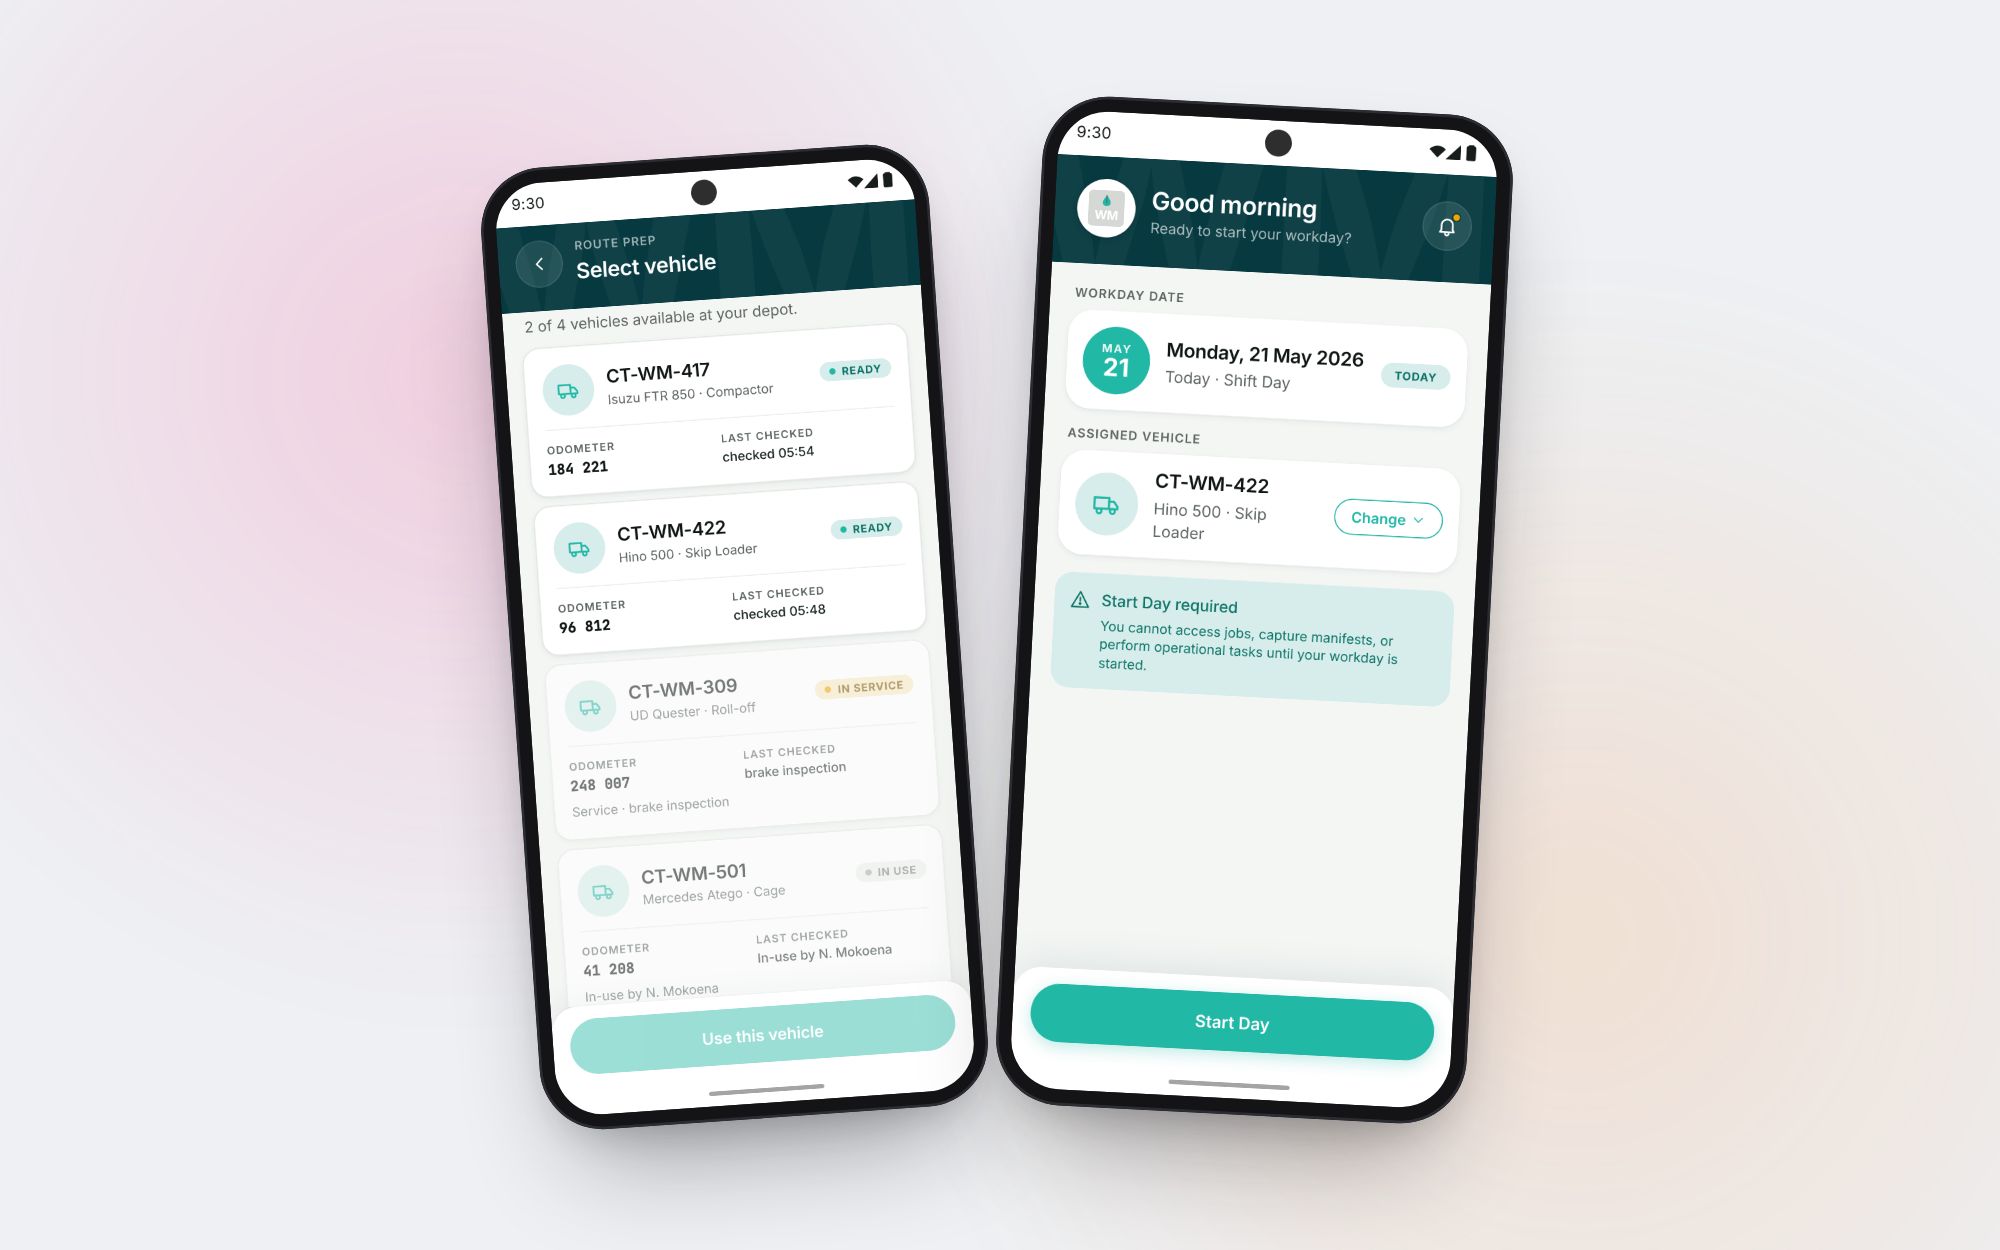 9:30
ROUTE PREP
Select vehicle
2 of 4 vehicles available at your depot.
CT-WM-417
Isuzu FTR 850 · Compactor
READY
ODOMETER
184 221
LAST CHECKED
checked 05:54
CT-WM-422
Hino 500 · Skip Loader
READY
ODOMETER
96 812
LAST CHECKED
checked 05:48
CT-WM-309
UD Quester · Roll-off
IN SERVICE
ODOMETER
248 007
LAST CHECKED
brake inspection
Service · brake inspection
CT-WM-501
Mercedes Atego · Cage
IN USE
ODOMETER
41 208
LAST CHECKED
In-use by N. Mokoena
In-use by N. Mokoena
Use this vehicle
9:30
WM
Good morning
Ready to start your workday?
WORKDAY DATE
MAY
21
Monday, 21 May 2026
Today · Shift Day
TODAY
ASSIGNED VEHICLE
CT-WM-422
Hino 500 · Skip
Loader
Change
Start Day required
You cannot access jobs, capture manifests, or
perform operational tasks until your workday is
started.
Start Day